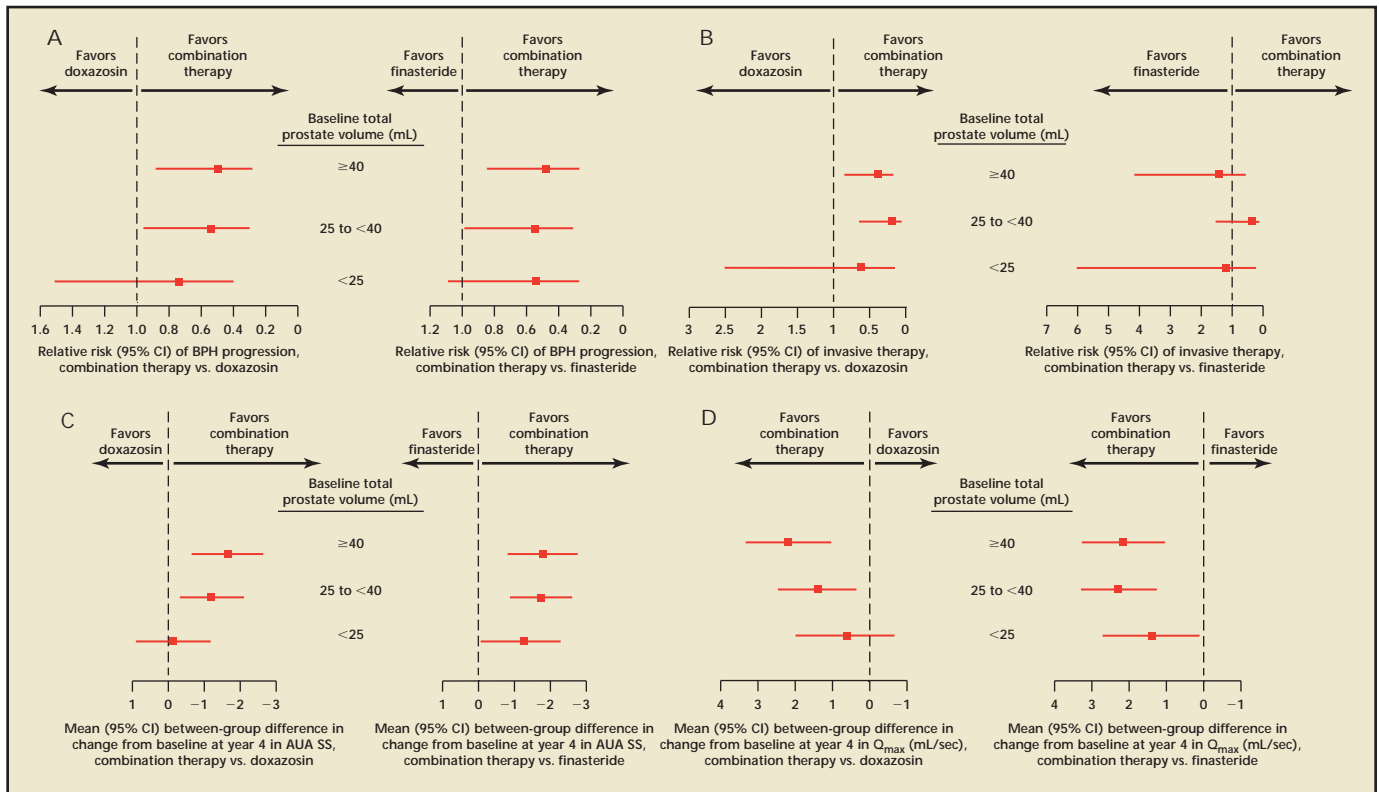 A
Favors
doxazosin
Favors
combination
therapy
Favors
finasteride
Favors
combination
therapy
Baseline total
prostate volume (mL)
≥40
25 to <40
<25
1.6 1.4 1.2 1.0 0.8 0.6 0.4 0.2 0
Relative risk (95% CI) of BPH progression,
combination therapy vs. doxazosin
1.2 1.0 0.8 0.6 0.4 0.2 0
Relative risk (95% CI) of BPH progression,
combination therapy vs. finasteride
B
Favors
doxazosin
Favors
combination
therapy
Favors
finasteride
Favors
combination
therapy
Baseline total
prostate volume (mL)
≥40
25 to <40
<25
3 2.5 2 1.5 1 0.5 0
Relative risk (95% CI) of invasive therapy,
combination therapy vs. doxazosin
7 6 5 4 3 2 1 0
Relative risk (95% CI) of invasive therapy,
combination therapy vs. finasteride
C
Favors
doxazosin
Favors
combination
therapy
Favors
finasteride
Favors
combination
therapy
Baseline total
prostate volume (mL)
≥40
25 to <40
<25
1 0 −1 −2 −3
Mean (95% CI) between-group difference in
change from baseline at year 4 in AUA SS,
combination therapy vs. doxazosin
1 0 −1 −2 −3
Mean (95% CI) between-group difference in
change from baseline at year 4 in AUA SS,
combination therapy vs. finasteride
D
Favors
combination
therapy
Favors
doxazosin
Favors
combination
therapy
Favors
finasteride
Baseline total
prostate volume (mL)
≥40
25 to <40
<25
4 3 2 1 0 −1
Mean (95% CI) between-group difference in
change from baseline at year 4 in Qmax (mL/sec),
combination therapy vs. doxazosin
4 3 2 1 0 −1
Mean (95% CI) between-group difference in
change from baseline at year 4 in Qmax (mL/sec),
combination therapy vs. finasteride